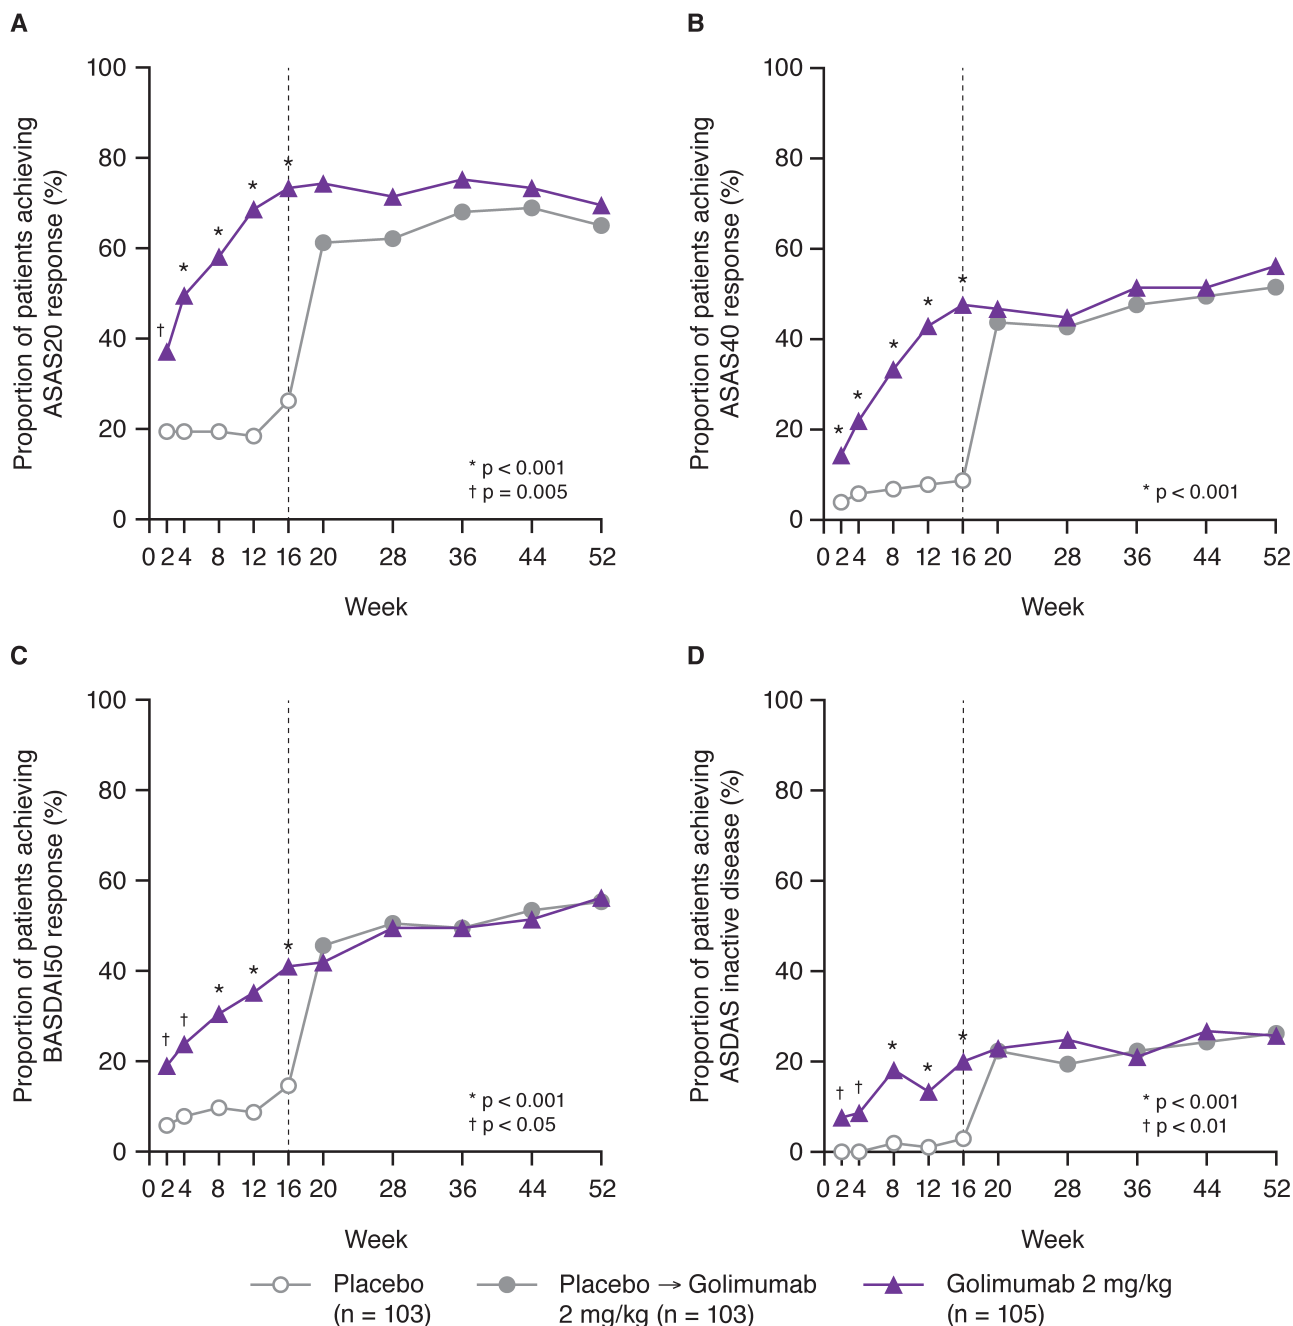 A
Proportion of patients achieving
ASAS20 response (%)
100
80
60
40
20
0
†
*
*
*
*
* p < 0.001
† p = 0.005
0 2 4 8 12 16 20 28 36 44 52
Week
B
Proportion of patients achieving
ASAS40 response (%)
100
80
60
40
20
0
*
*
*
*
*
* p < 0.001
0 2 4 8 12 16 20 28 36 44 52
Week
C
Proportion of patients achieving
BASDAI50 response (%)
100
80
60
40
20
0
†
†
*
*
*
* p < 0.001
† p < 0.05
0 2 4 8 12 16 20 28 36 44 52
Week
D
Proportion of patients achieving
ASDAS inactive disease (%)
100
80
60
40
20
0
†
†
*
*
*
* p < 0.001
† p < 0.01
0 2 4 8 12 16 20 28 36 44 52
Week
Placebo
(n = 103)
Placebo → Golimumab
2 mg/kg (n = 103)
Golimumab 2 mg/kg
(n = 105)